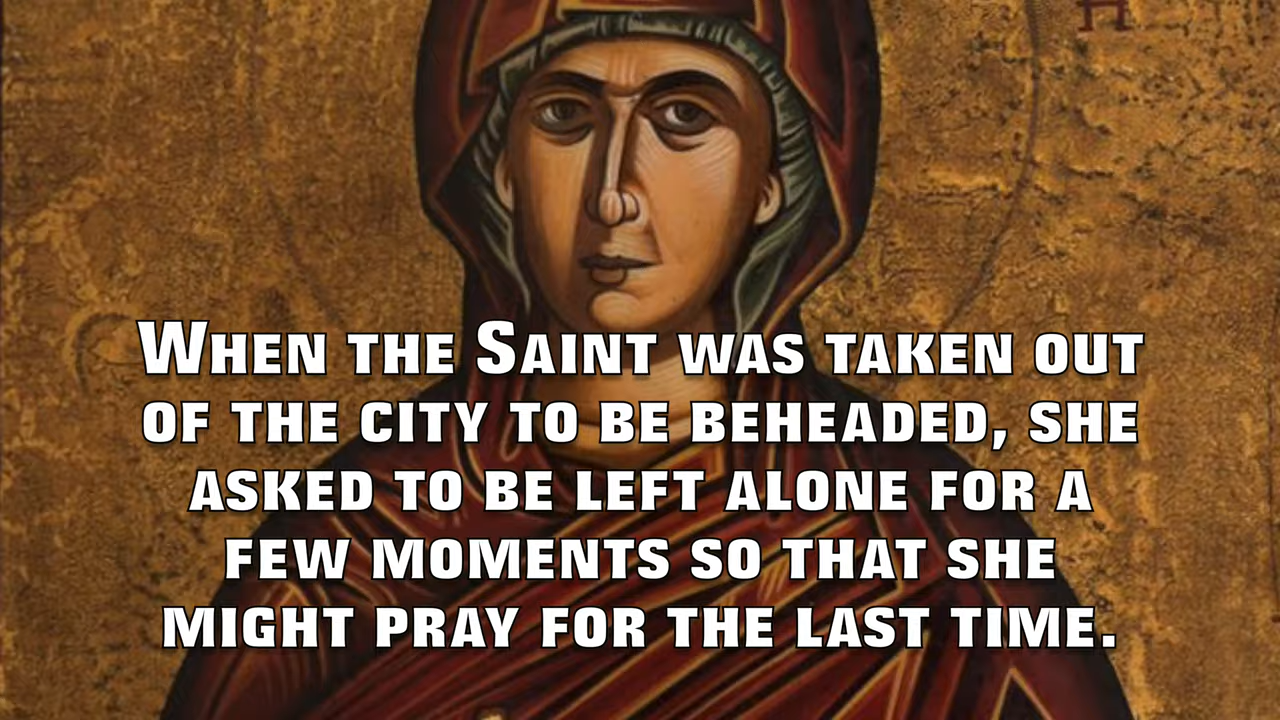 H
When the Saint was taken out
of the city to be beheaded, she
asked to be left alone for a
few moments so that she
might pray for the last time.